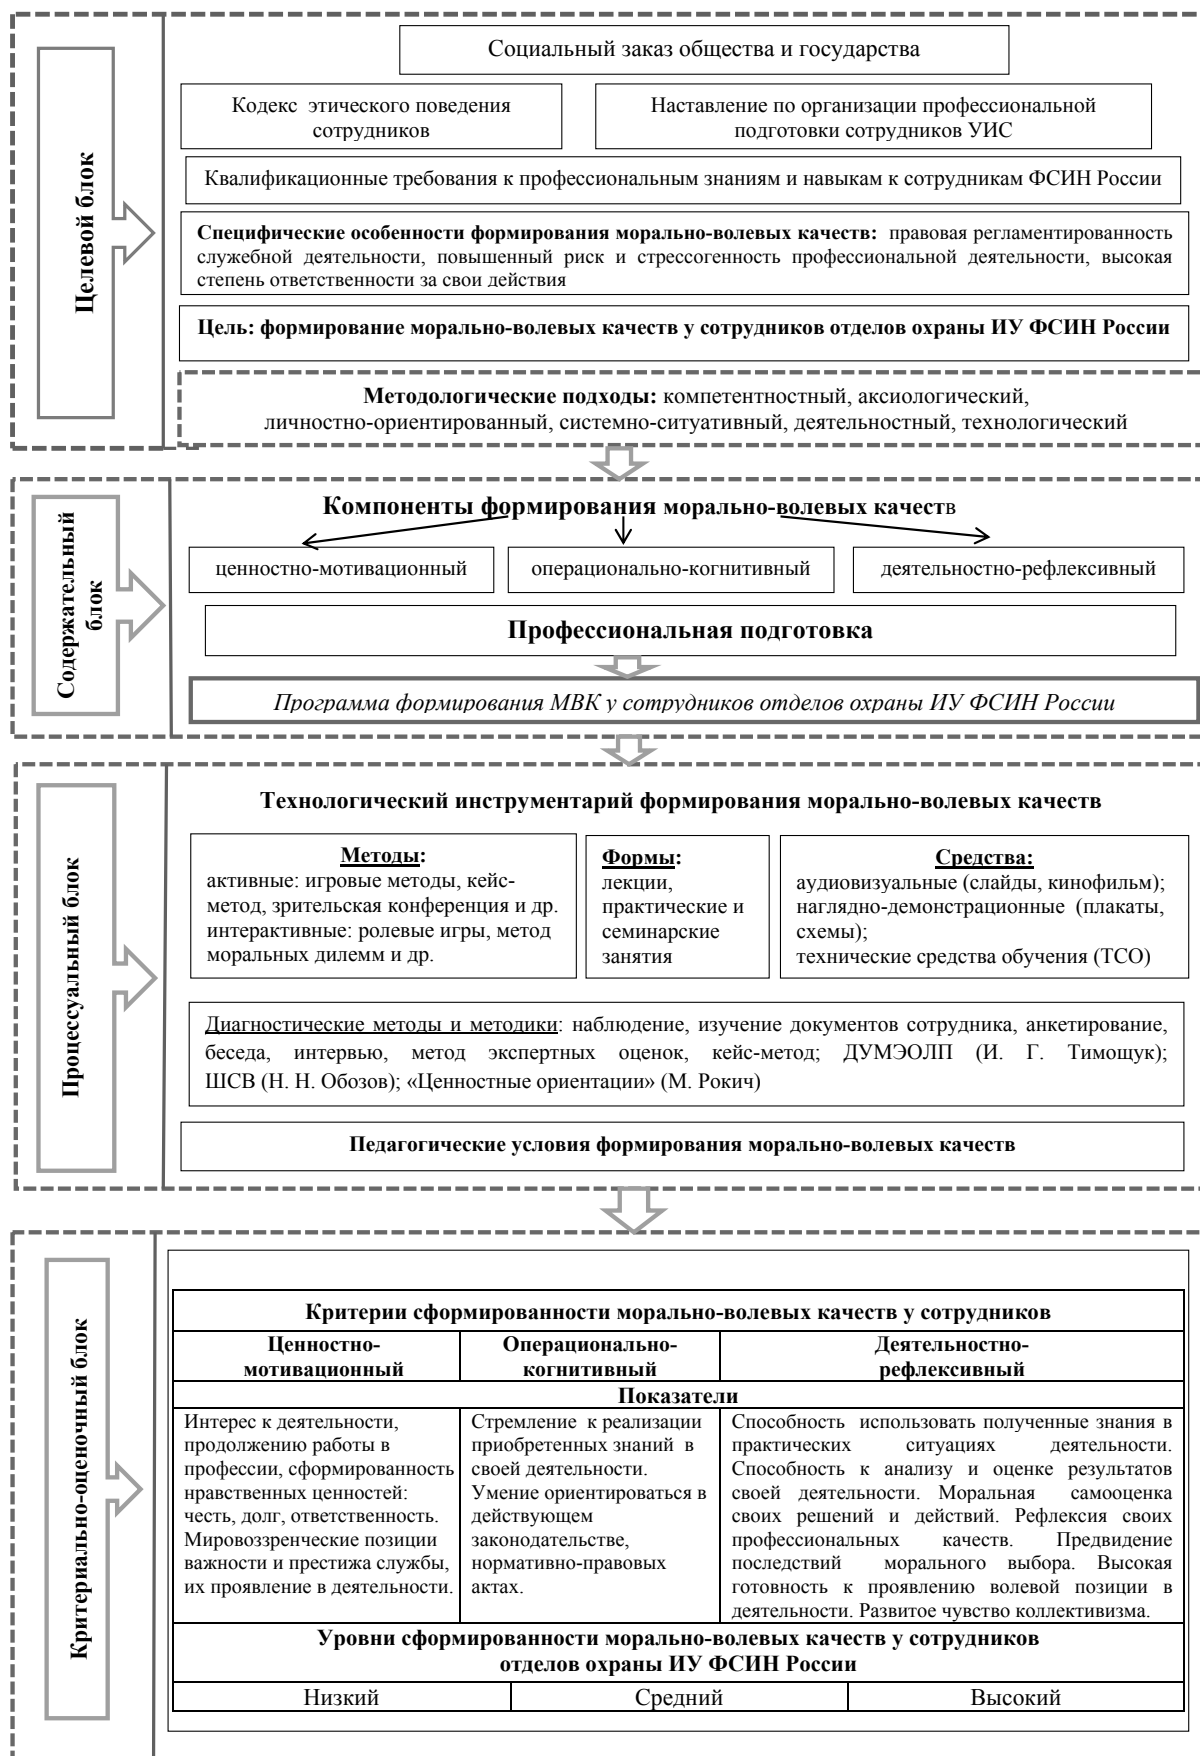 Целевой блок
Социальный заказ общества и государства
Кодекс этического поведения
сотрудников
Наставление по организации профессиональной
подготовки сотрудников УИС
Квалификационные требования к профессиональным знаниям и навыкам к сотрудникам ФСИН России
Специфические особенности формирования морально-волевых качеств: правовая регламентированность
служебной деятельности, повышенный риск и стрессогенность профессиональной деятельности, высокая
степень ответственности за свои действия
Цель: формирование морально-волевых качеств у сотрудников отделов охраны ИУ ФСИН России
Методологические подходы: компетентностный, аксиологический,
личностно-ориентированный, системно-ситуативный, деятельностный, технологический
Содержательный
блок
Компоненты формирования морально-волевых качеств
ценностно-мотивационный
операционально-когнитивный
деятельностно-рефлексивный
Профессиональная подготовка
Программа формирования МВК у сотрудников отделов охраны ИУ ФСИН России
Процессуальный блок
Технологический инструментарий формирования морально-волевых качеств
Методы:
активные: игровые методы, кейс-
метод, зрительская конференция и др.
интерактивные: ролевые игры, метод
моральных дилемм и др.
Формы:
лекции,
практические и
семинарские
занятия
Средства:
аудиовизуальные (слайды, кинофильм);
наглядно-демонстрационные (плакаты,
схемы);
технические средства обучения (ТСО)
Диагностические методы и методики: наблюдение, изучение документов сотрудника, анкетирование,
беседа, интервью, метод экспертных оценок, кейс-метод; ДУМЭОЛП (И. Г. Тимощук);
ШСВ (Н. Н. Обозов); «Ценностные ориентации» (М. Рокич)
Педагогические условия формирования морально-волевых качеств
Критериально-оценочный блок
Критерии сформированности морально-волевых качеств у сотрудников
Ценностно-
мотивационный
Операционально-
когнитивный
Деятельностно-
рефлексивный
Показатели
Интерес к деятельности,
продолжению работы в
профессии, сформированность
нравственных ценностей:
честь, долг, ответственность.
Мировоззренческие позиции
важности и престижа службы,
их проявление в деятельности.
Стремление к реализации
приобретенных знаний в
своей деятельности.
Умение ориентироваться в
действующем
законодательстве,
нормативно-правовых
актах.
Способность использовать полученные знания в
практических ситуациях деятельности.
Способность к анализу и оценке результатов
своей деятельности. Моральная самооценка
своих решений и действий. Рефлексия своих
профессиональных качеств. Предвидение
последствий морального выбора. Высокая
готовность к проявлению волевой позиции в
деятельности. Развитое чувство коллективизма.
Уровни сформированности морально-волевых качеств у сотрудников
отделов охраны ИУ ФСИН России
Низкий
Средний
Высокий